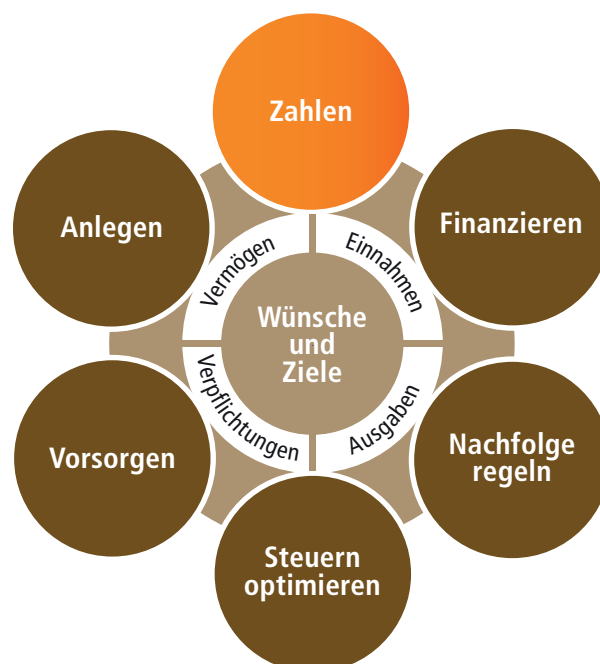 Zahlen
Anlegen
Finanzieren
Vermögen
Einnahmen
Wünsche
und
Ziele
Verpflichtungen
Ausgaben
Vorsorgen
Nachfolge
regeln
Steuern
optimieren